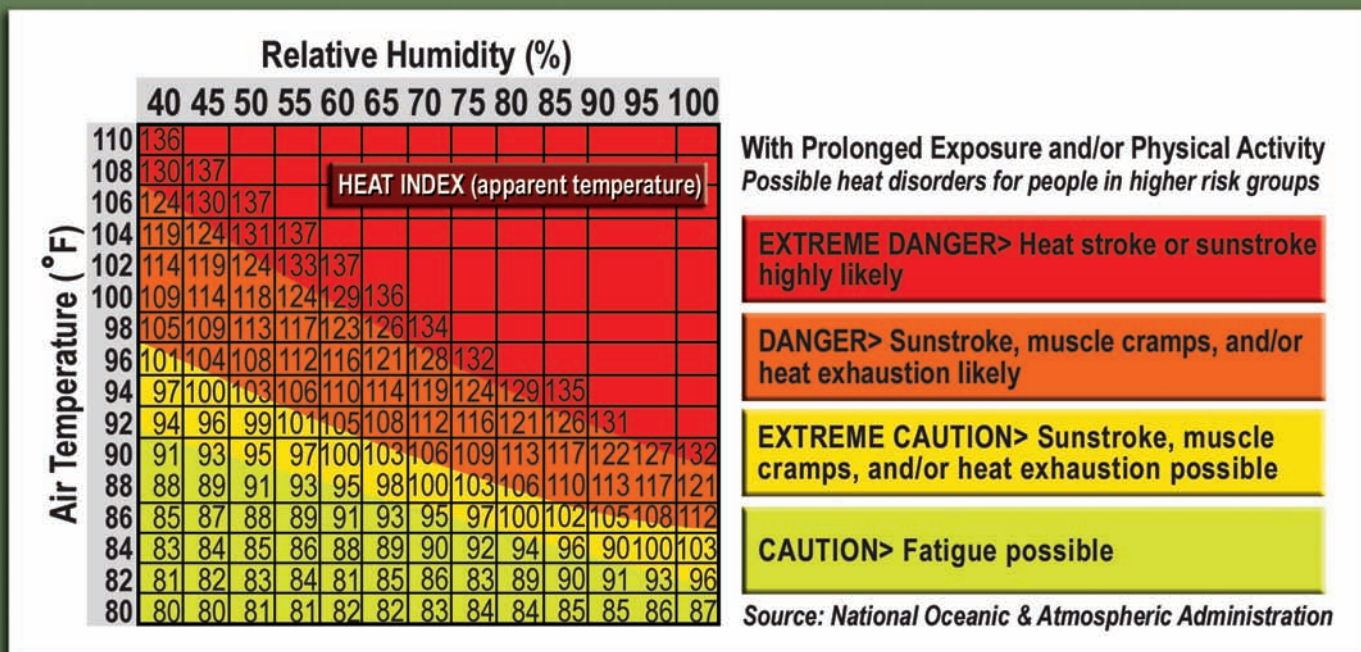 Relative Humidity (%)
40 45 50 55 60 65 70 75 80 85 90 95 100
Air Temperature (°F)
110 136
108 130 137
106 124 130 137
104 119 124 131 137
102 114 119 124 133 137
100 109 114 118 124 129 136
98 105 109 113 117 123 126 134
96 101 104 108 112 116 121 128 132
94 97 100 103 106 110 114 119 124 129 135
92 94 96 99 101 105 108 112 116 121 126 131
90 91 93 95 97 100 103 106 109 113 117 122 127 132
88 88 89 91 93 95 98 100 103 106 110 113 117 121
86 85 87 88 89 91 93 95 97 100 102 105 108 112
84 83 84 85 86 88 89 90 92 94 96 90 100 103
82 81 82 83 84 81 85 86 83 89 90 91 93 96
80 80 80 81 81 82 82 83 84 84 85 85 86 87
HEAT INDEX (apparent temperature)
With Prolonged Exposure and/or Physical Activity
Possible heat disorders for people in higher risk groups
EXTREME DANGER> Heat stroke or sunstroke
highly likely
DANGER> Sunstroke, muscle cramps, and/or
heat exhaustion likely
EXTREME CAUTION> Sunstroke, muscle
cramps, and/or heat exhaustion possible
CAUTION> Fatigue possible
Source: National Oceanic & Atmospheric Administration